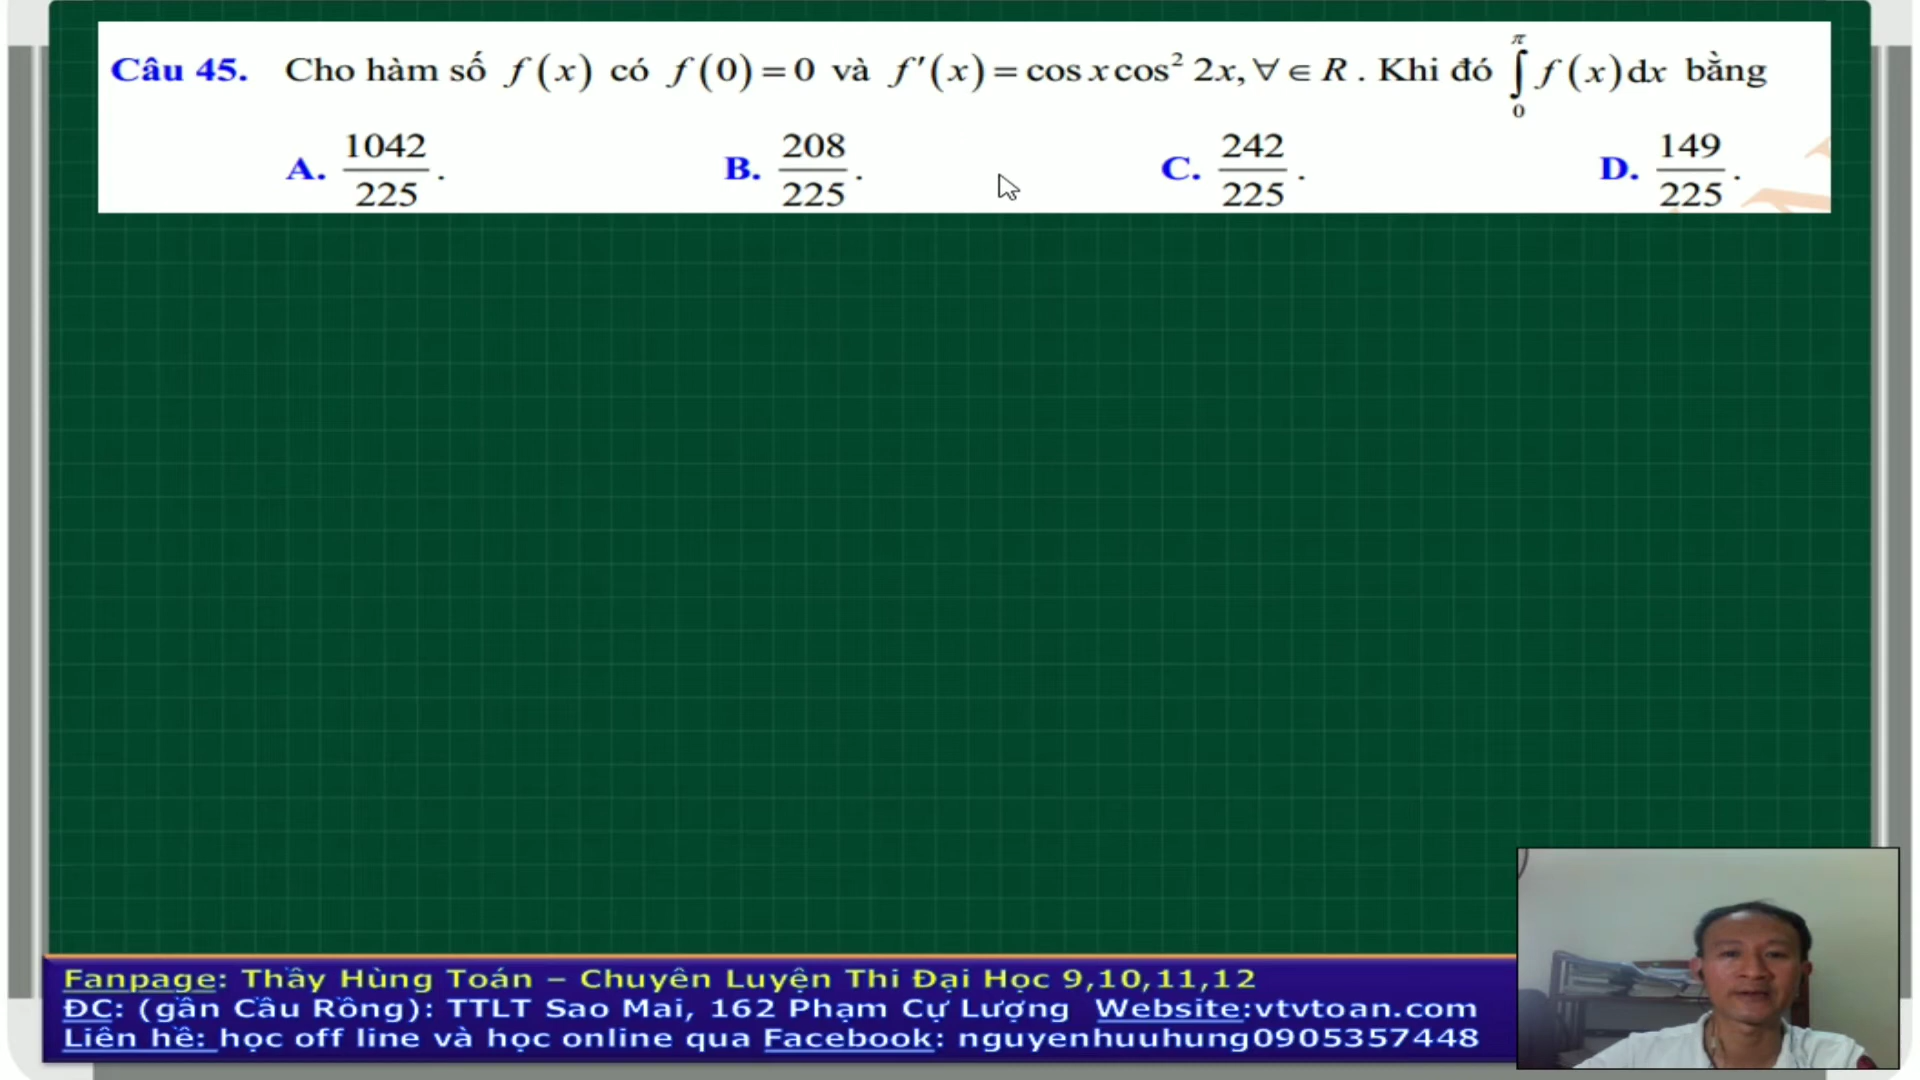 Câu 45. Cho hàm số f(x) có f(0)=0 và f'(x)=cos x cos² 2x, ∀ ∈ R. Khi đó ∫₀^π f(x)dx bằng
A. 1042/225. B. 208/225. C. 242/225. D. 149/225.
Fanpage: Thầy Hùng Toán – Chuyên Luyện Thi Đại Học 9,10,11,12
ĐC: (gần Cầu Rồng): TTLT Sao Mai, 162 Phạm Cự Lượng Website:vtvtoan.com
Liên hê: học off line và học online qua Facebook: nguyenhuuhung0905357448